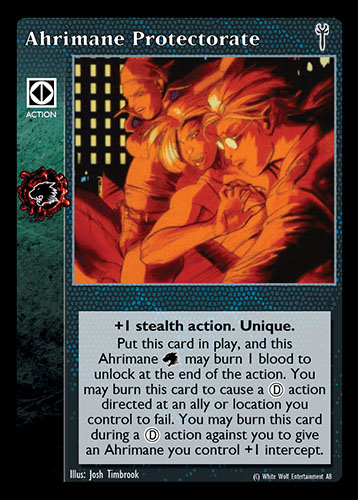 Ahrimane Protectorate
ACTION
+1 stealth action. Unique.
Put this card in play, and this
Ahrimane may burn 1 blood to
unlock at the end of the action. You
may burn this card to cause a Ⓓ action
directed at an ally or location you
control to fail. You may burn this card
during a Ⓓ action against you to give
an Ahrimane you control +1 intercept.
Illus: Josh Timbrook
(C) White Wolf Entertainment AB